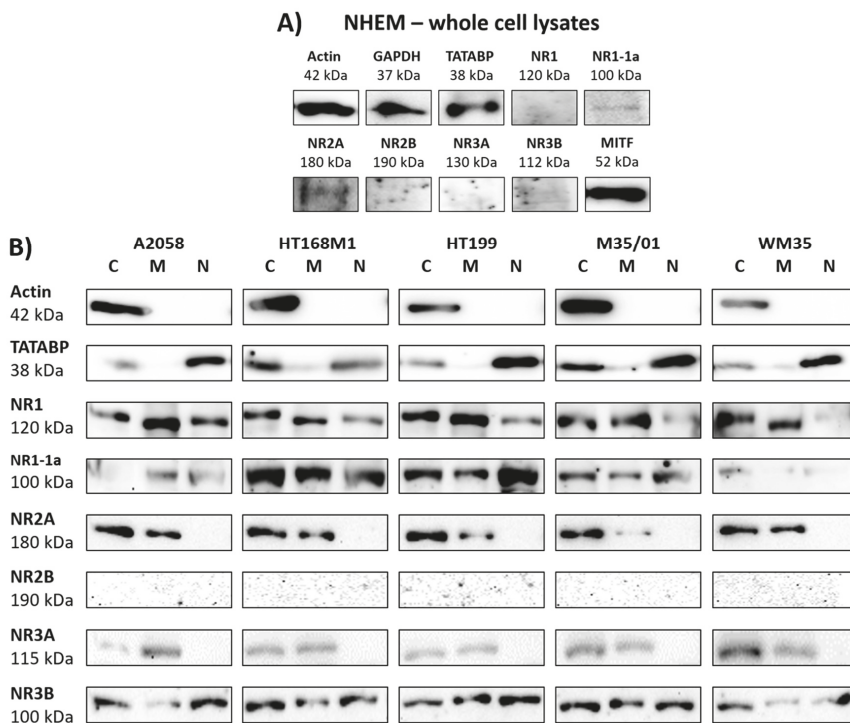 A) NHEM – whole cell lysates
Actin GAPDH TATABP NR1 NR1-1a
42 kDa 37 kDa 38 kDa 120 kDa 100 kDa
NR2A NR2B NR3A NR3B MITF
180 kDa 190 kDa 130 kDa 112 kDa 52 kDa
B) A2058 HT168M1 HT199 M35/01 WM35
C M N C M N C M N C M N C M N
Actin
42 kDa
TATABP
38 kDa
NR1
120 kDa
NR1-1a
100 kDa
NR2A
180 kDa
NR2B
190 kDa
NR3A
115 kDa
NR3B
100 kDa